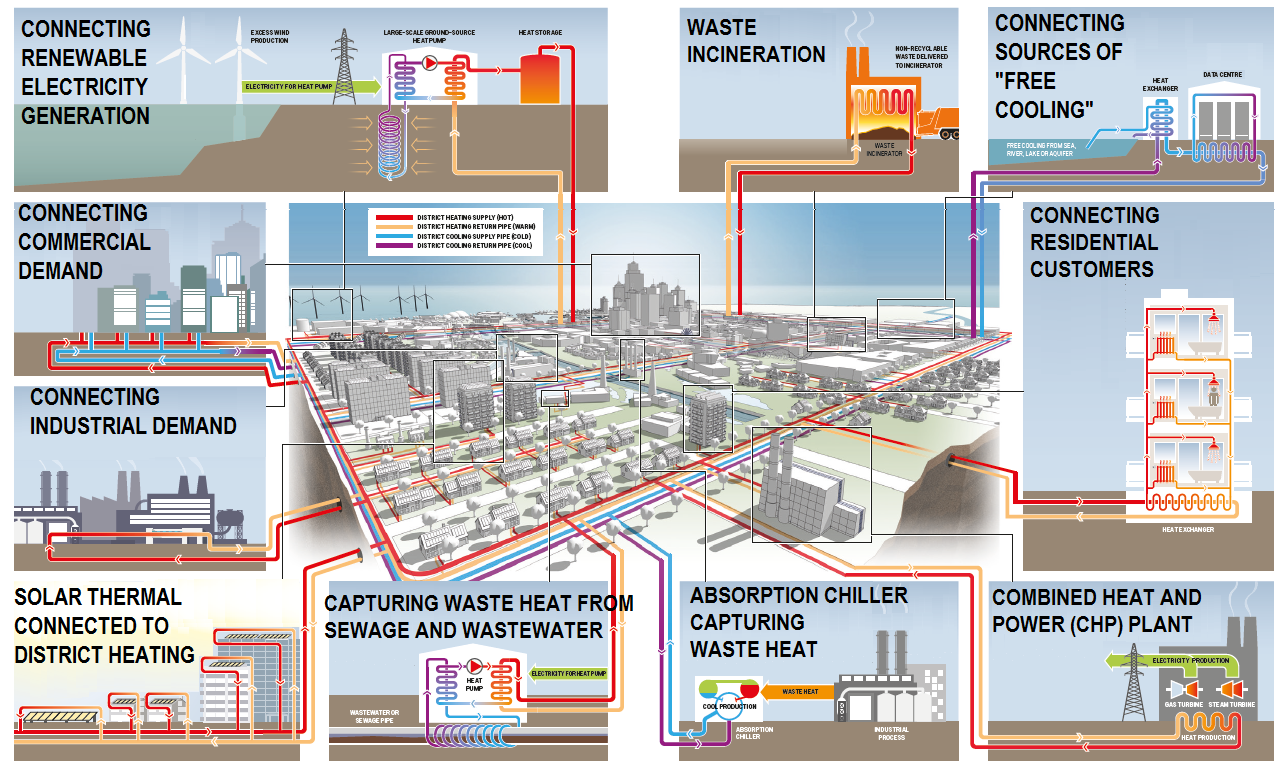 CONNECTING
RENEWABLE
ELECTRICITY
GENERATION
EXCESS WIND
PRODUCTION
ELECTRICITY FOR HEAT PUMP
LARGE-SCALE GROUND-SOURCE
HEAT PUMP
HEAT STORAGE
WASTE
INCINERATION
NON-RECYCLABLE
WASTE DELIVERED
TO INCINERATOR
WASTE
INCINERATOR
CONNECTING
SOURCES OF
"FREE
COOLING"
HEAT
EXCHANGER
DATA CENTRE
FREE COOLING FROM SEA,
RIVER, LAKE OR AQUIFER
CONNECTING
COMMERCIAL
DEMAND
DISTRICT HEATING SUPPLY (HOT)
DISTRICT HEATING RETURN PIPE (WARM)
DISTRICT COOLING SUPPLY PIPE (COLD)
DISTRICT COOLING RETURN PIPE (COOL)
CONNECTING
RESIDENTIAL
CUSTOMERS
HEAT EXCHANGER
CONNECTING
INDUSTRIAL DEMAND
SOLAR THERMAL
CONNECTED TO
DISTRICT HEATING
CAPTURING WASTE HEAT FROM
SEWAGE AND WASTEWATER
HEAT
PUMP
ELECTRICITY FOR HEAT PUMP
WASTEWATER OR
SEWAGE PIPE
ABSORPTION CHILLER
CAPTURING
WASTE HEAT
WASTE HEAT
COOL PRODUCTION
ABSORPTION
CHILLER
INDUSTRIAL
PROCESS
COMBINED HEAT AND
POWER (CHP) PLANT
ELECTRICITY PRODUCTION
GAS TURBINE
STEAM TURBINE
HEAT PRODUCTION